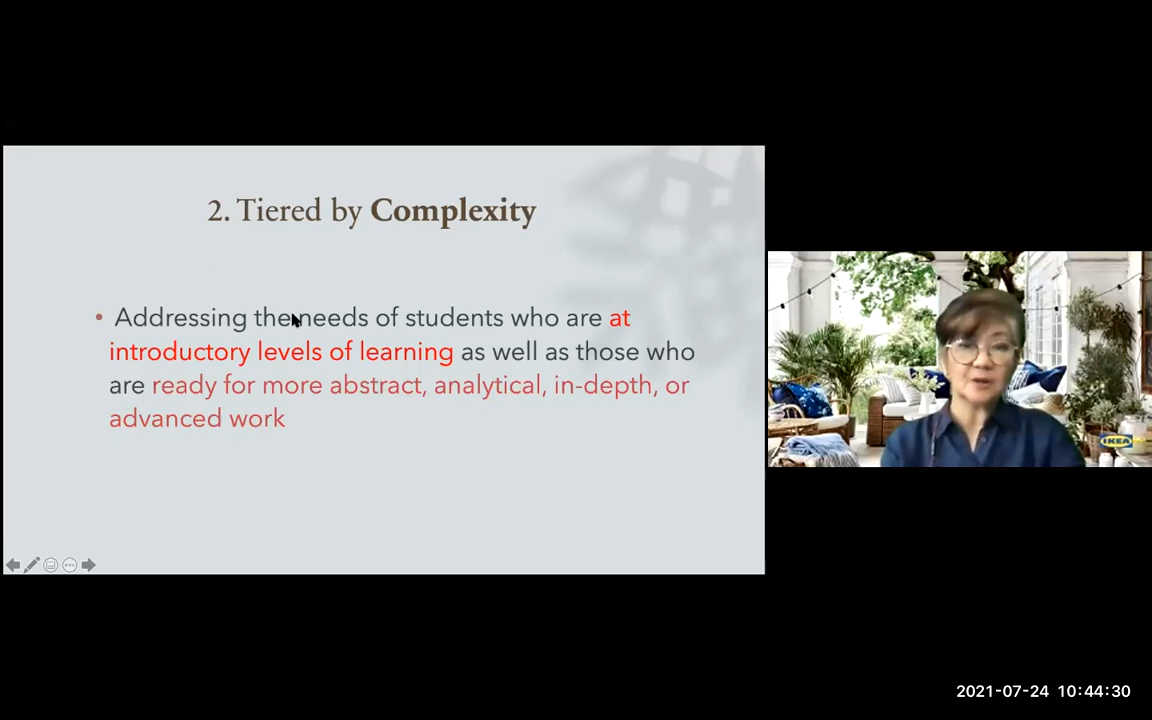 2. Tiered by Complexity
• Addressing the needs of students who are at
introductory levels of learning as well as those who
are ready for more abstract, analytical, in-depth, or
advanced work
IKEA
2021-07-24 10:44:30